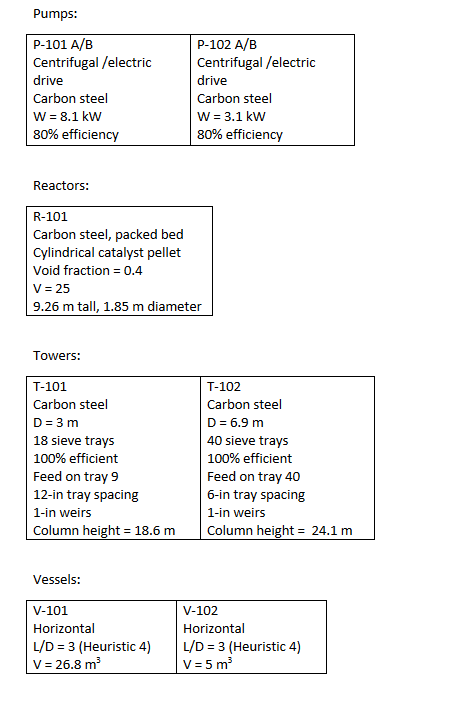 Pumps:
P-101 A/B
Centrifugal /electric
drive
Carbon steel
W = 8.1 kW
80% efficiency
P-102 A/B
Centrifugal /electric
drive
Carbon steel
W = 3.1 kW
80% efficiency
Reactors:
R-101
Carbon steel, packed bed
Cylindrical catalyst pellet
Void fraction = 0.4
V = 25
9.26 m tall, 1.85 m diameter
Towers:
T-101
Carbon steel
D = 3 m
18 sieve trays
100% efficient
Feed on tray 9
12-in tray spacing
1-in weirs
Column height = 18.6 m
T-102
Carbon steel
D = 6.9 m
40 sieve trays
100% efficient
Feed on tray 40
6-in tray spacing
1-in weirs
Column height = 24.1 m
Vessels:
V-101
Horizontal
L/D = 3 (Heuristic 4)
V = 26.8 m³
V-102
Horizontal
L/D = 3 (Heuristic 4)
V = 5 m³